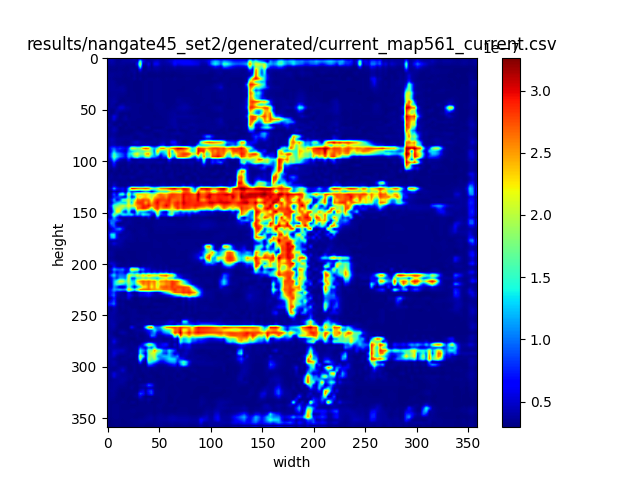 results/nangate45_set2/generated/current_map561_current.csv
1e−7
0
50
100
150
200
250
300
350
height
0 50 100 150 200 250 300 350
width
3.0
2.5
2.0
1.5
1.0
0.5